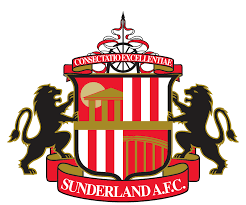 CONSECTATIO EXCELLENTIAE
SUNDERLAND A.F.C.